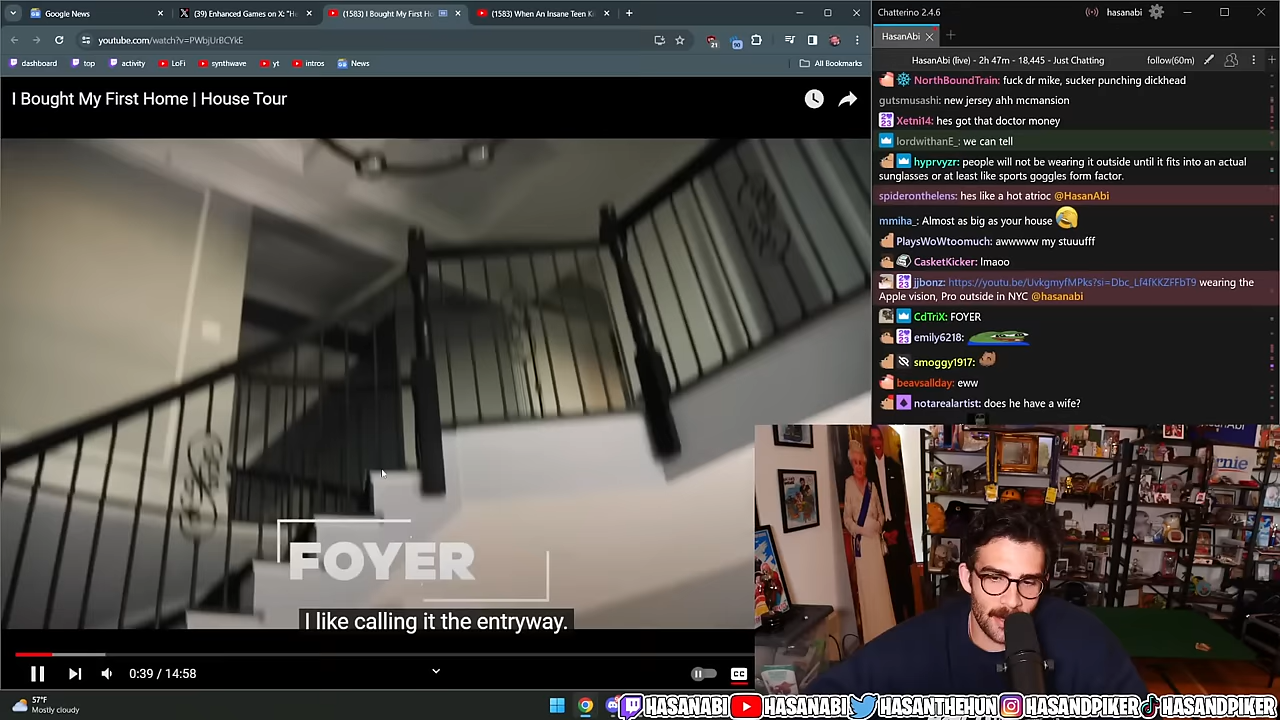 Google News
(39) Enhanced Games on X: "H
(1583) I Bought My First Ho
(1583) When An Insane Teen K
youtube.com/watch?v=PWbjUrBCYkE
21
90
dashboard
top
activity
LoFi
synthwave
yt
intros
News
All Bookmarks
I Bought My First Home | House Tour
FOYER
I like calling it the entryway.
0:39 / 14:58
CC
57°F
Mostly cloudy
Chatterino 2.4.6
hasanabi
HasanAbi
HasanAbi (live) - 2h 47m - 18,445 - Just Chatting
follow(60m)
NorthBoundTrain: fuck dr mike, sucker punching dickhead
gutsmusashi: new jersey ahh mcmansion
Xetni14: hes got that doctor money
lordwithanE_: we can tell
hyprvyzr: people will not be wearing it outside until it fits into an actual
sunglasses or at least like sports goggles form factor.
spideronthelens: hes like a hot atrioc @HasanAbi
mmiha_: Almost as big as your house
PlaysWoWtoomuch: awwwww my stuuufff
CasketKicker: lmaoo
jjbonz: https://youtu.be/UvkgmyfMPks?si=Dbc_Lf4fKKZFFbT9 wearing the
Apple vision, Pro outside in NYC @hasanabi
CdTriX: FOYER
emily6218:
smoggy1917:
beavsallday: eww
notarealartist: does he have a wife?
ernie
HASANABI
HASANABI
HASANTHEHUN
HASANDPIKER
HASANDPIKER